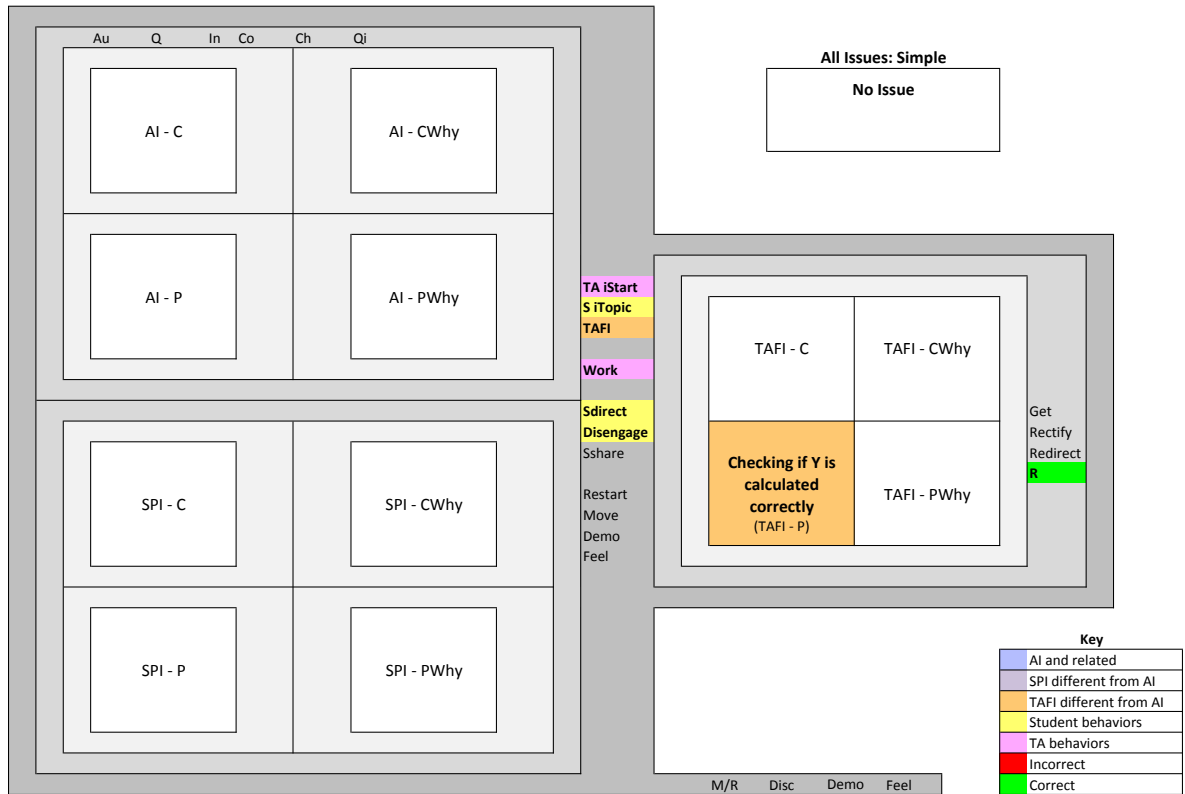 Au Q In Co Ch Qi
All Issues: Simple
No Issue
AI - C
AI - CWhy
AI - P
AI - PWhy
TA iStart
S iTopic
TAFI
Work
Sdirect
Disengage
Sshare
Restart
Move
Demo
Feel
TAFI - C
TAFI - CWhy
Checking if Y is
calculated
correctly
(TAFI - P)
TAFI - PWhy
Get
Rectify
Redirect
R
SPI - C
SPI - CWhy
SPI - P
SPI - PWhy
Key
AI and related
SPI different from AI
TAFI different from AI
Student behaviors
TA behaviors
Incorrect
Correct
M/R Disc Demo Feel